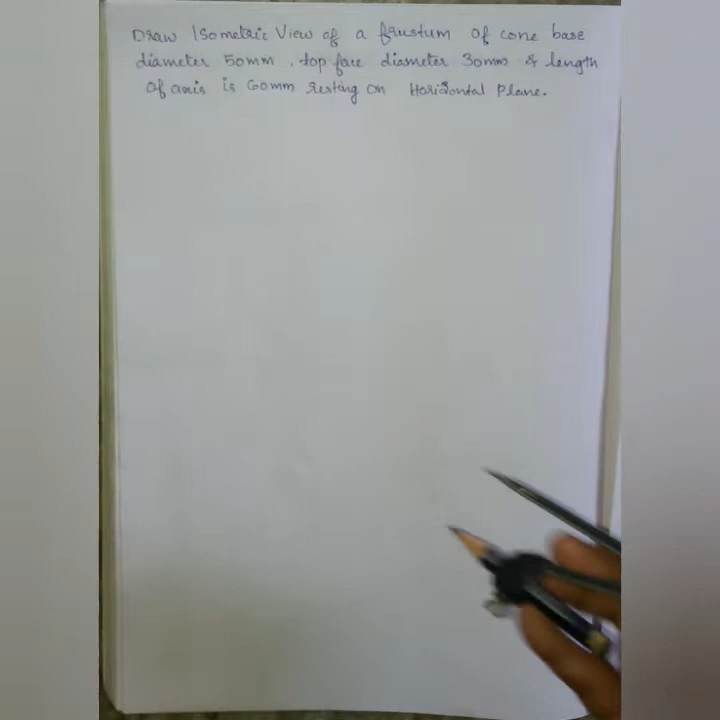 Draw Isometric View of a frustum of cone base
diameter 50mm , top face diameter 30mm & length
of axis is 60mm resting on Horizontal Plane.